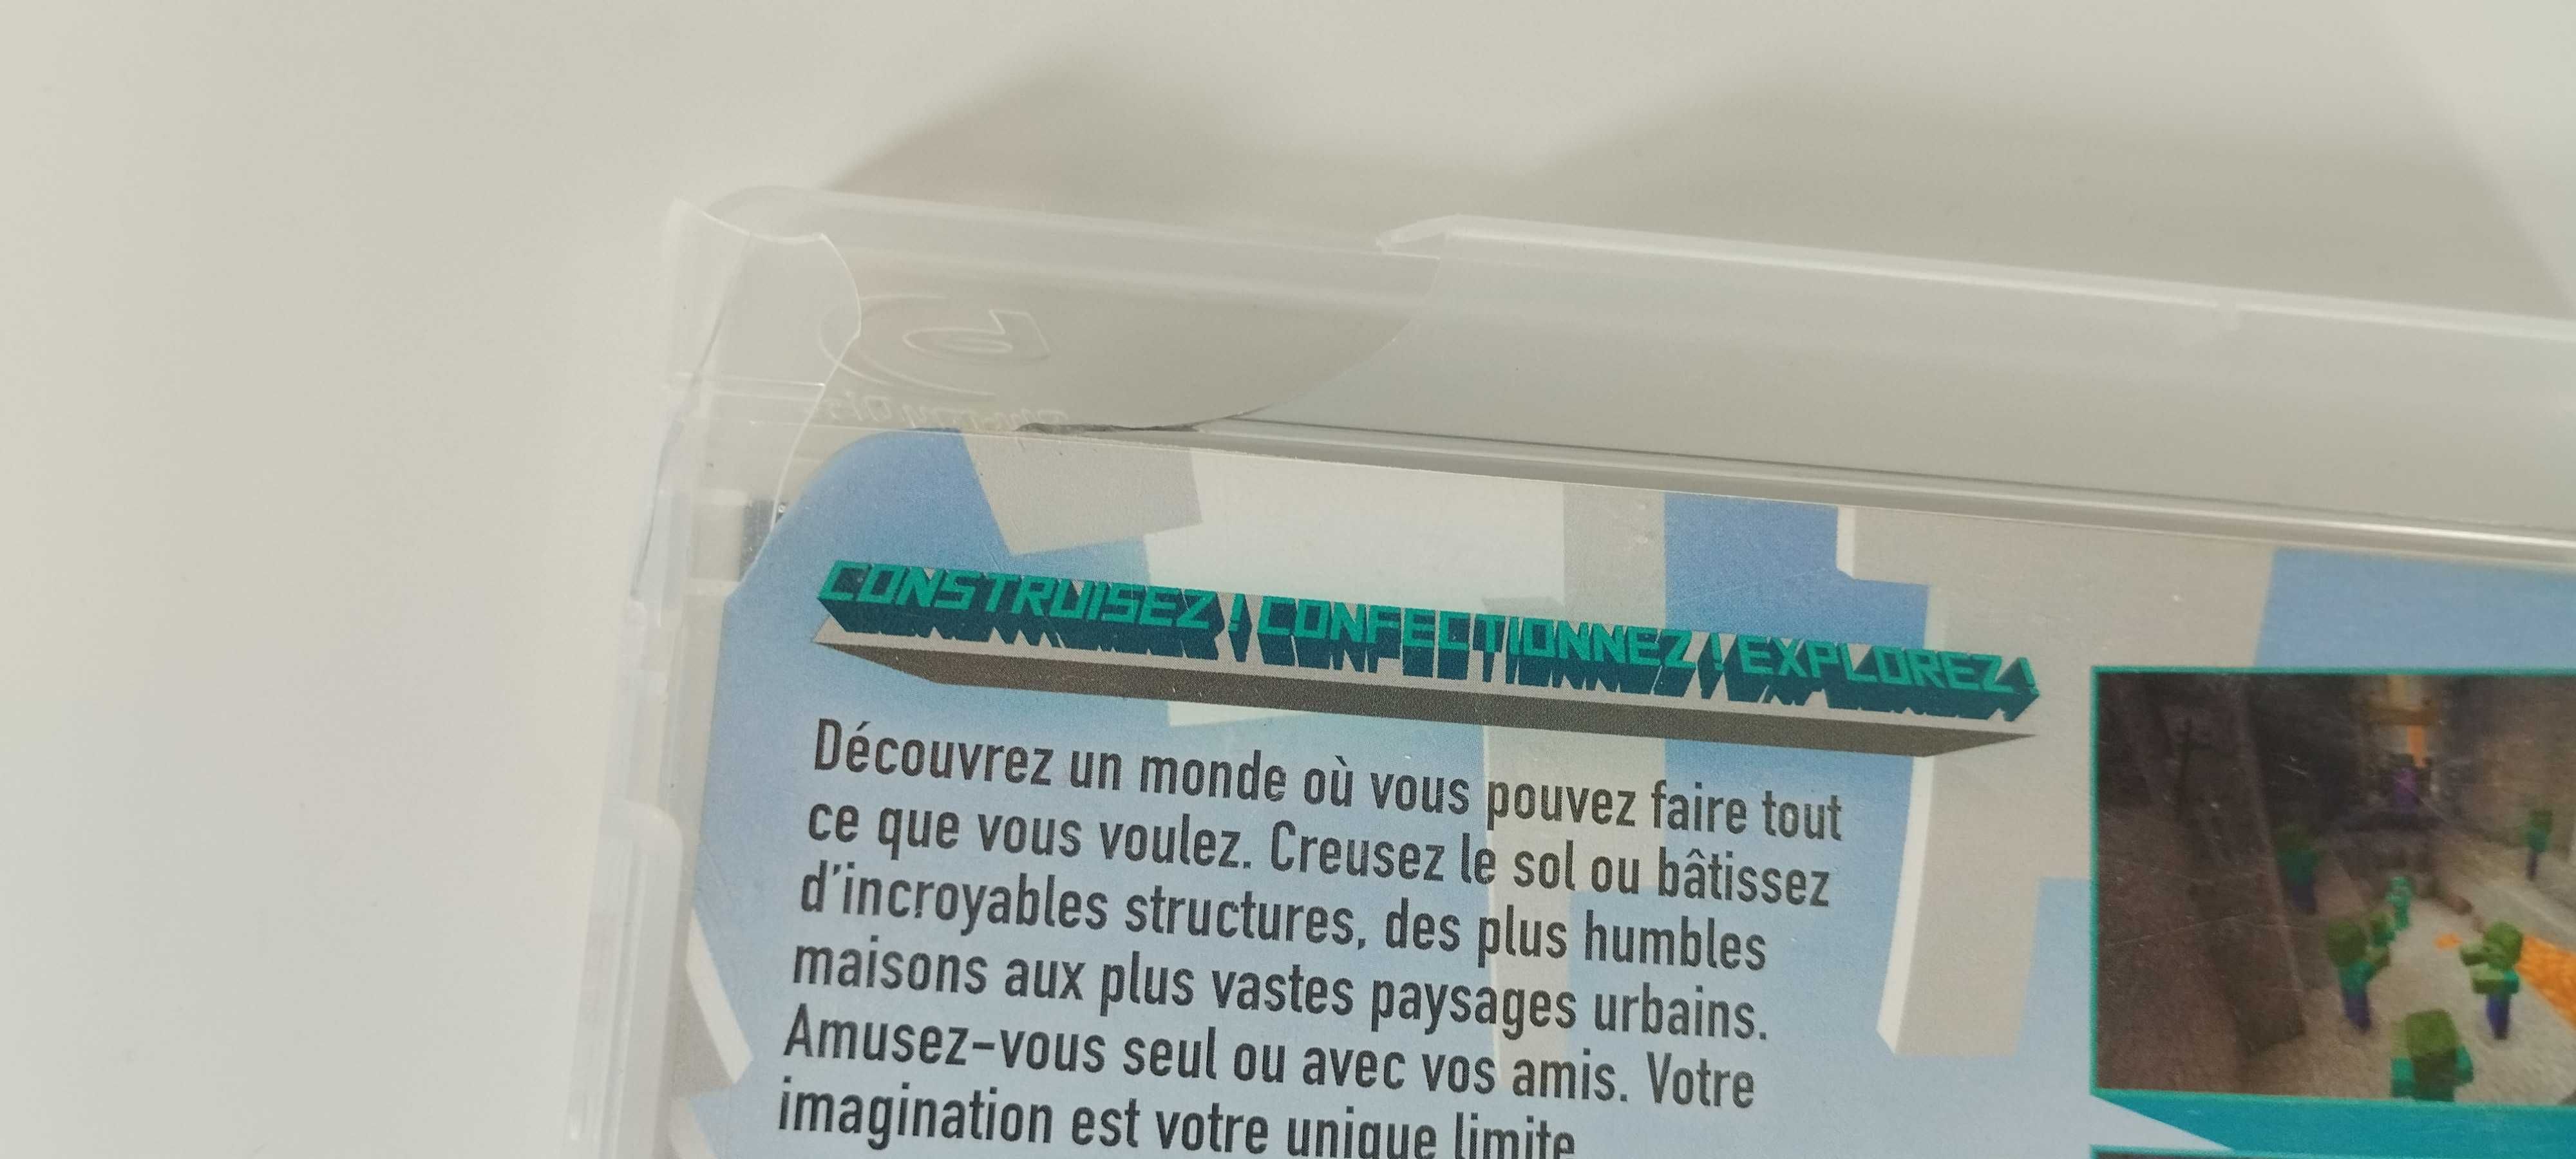 CONSTRUISEZ ! CONFECTIONNEZ ! EXPLOREZ !
Découvrez un monde où vous pouvez faire tout
ce que vous voulez. Creusez le sol ou bâtissez
d'incroyables structures, des plus humbles
maisons aux plus vastes paysages urbains.
Amusez-vous seul ou avec vos amis. Votre
imagination est votre unique limite